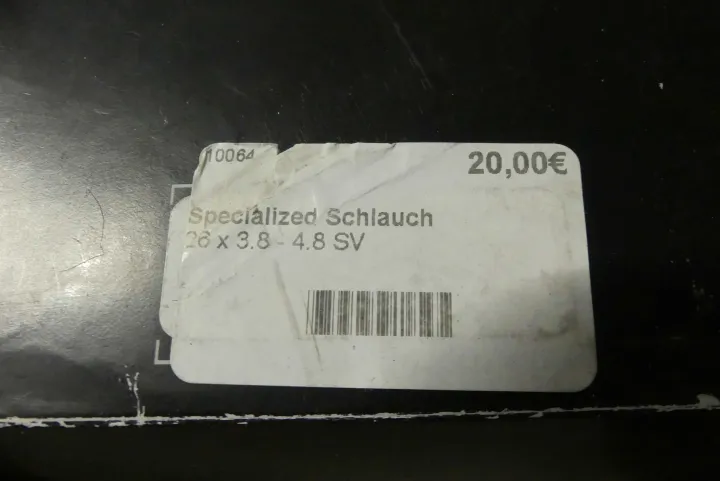 10064
20,00€
Specialized Schlauch
26 x 3.8 - 4.8 SV